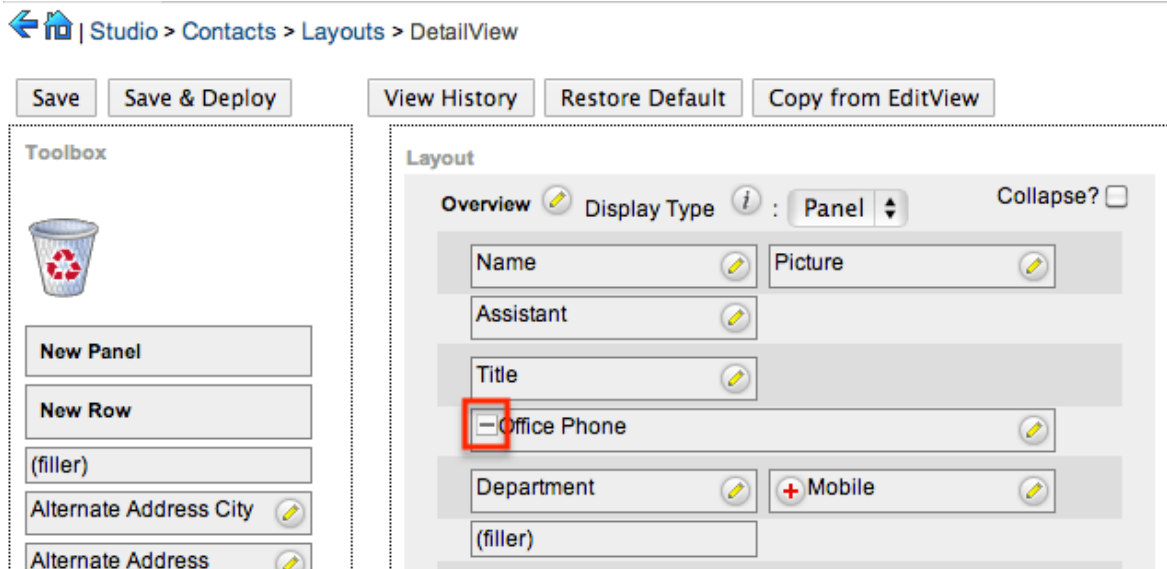 | Studio > Contacts > Layouts > DetailView
Save Save & Deploy View History Restore Default Copy from EditView
Toolbox
New Panel
New Row
(filler)
Alternate Address City
Alternate Address
Layout
Overview Display Type i : Panel Collapse?
Name Picture
Assistant
Title
Office Phone
Department Mobile
(filler)